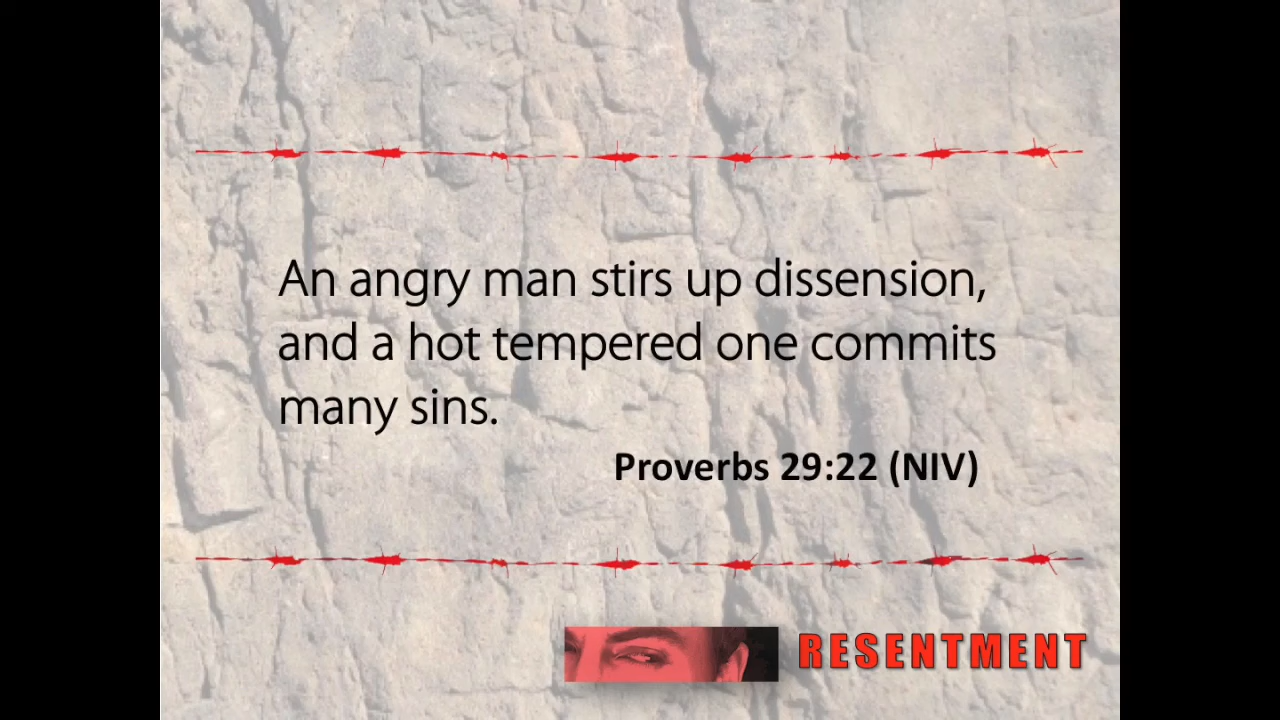 An angry man stirs up dissension,
and a hot tempered one commits
many sins.
Proverbs 29:22 (NIV)
RESENTMENT